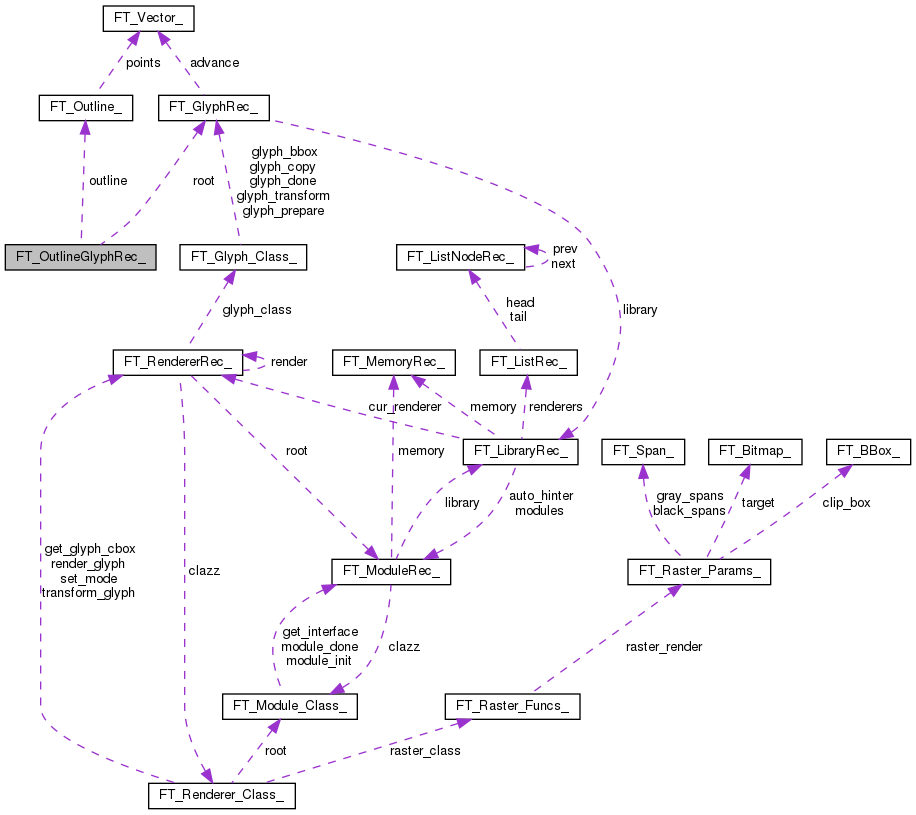 FT_Vector_
points
advance
FT_Outline_
FT_GlyphRec_
outline
root
glyph_bbox
glyph_copy
glyph_done
glyph_transform
glyph_prepare
FT_OutlineGlyphRec_
FT_Glyph_Class_
FT_ListNodeRec_
prev
next
glyph_class
head
tail
library
FT_RendererRec_
render
FT_MemoryRec_
FT_ListRec_
cur_renderer
memory
renderers
root
memory
FT_LibraryRec_
FT_Span_
FT_Bitmap_
FT_BBox_
library
auto_hinter
modules
gray_spans
black_spans
target
clip_box
get_glyph_cbox
render_glyph
set_mode
transform_glyph
clazz
FT_ModuleRec_
FT_Raster_Params_
get_interface
module_done
module_init
clazz
raster_render
FT_Module_Class_
FT_Raster_Funcs_
root
raster_class
FT_Renderer_Class_